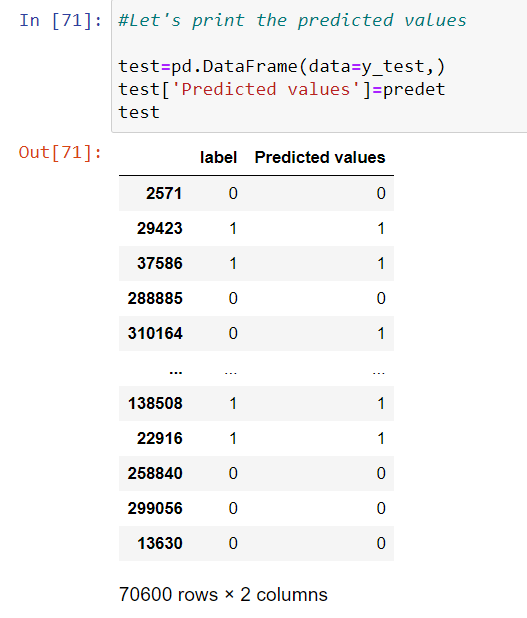 In [71]: #Let's print the predicted values
test=pd.DataFrame(data=y_test,)
test['Predicted values']=predet
test
Out[71]:
label Predicted values
2571 0 0
29423 1 1
37586 1 1
288885 0 0
310164 0 1
... ... ...
138508 1 1
22916 1 1
258840 0 0
299056 0 0
13630 0 0
70600 rows × 2 columns